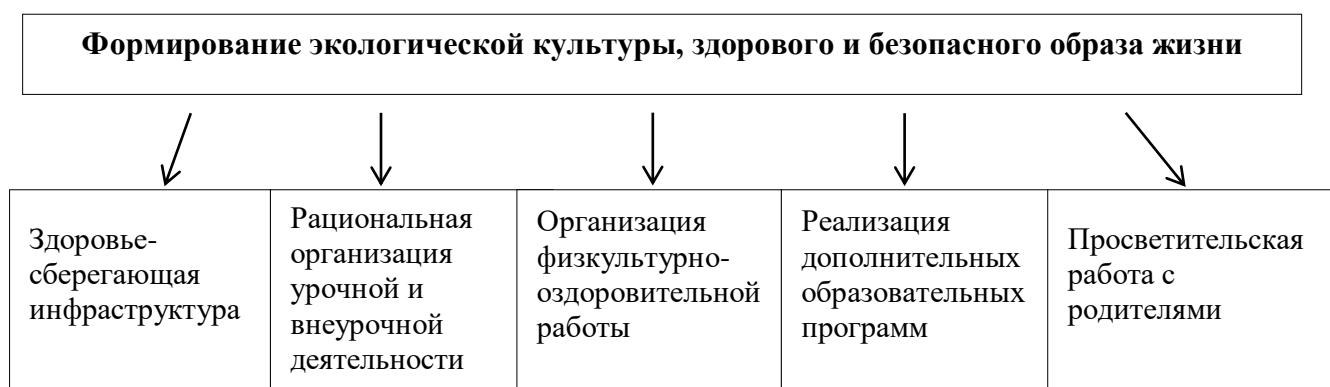 Формирование экологической культуры, здорового и безопасного образа жизни
Здоровье-
сберегающая
инфраструктура
Рациональная
организация
урочной и
внеурочной
деятельности
Организация
физкультурно-
оздоровительной
работы
Реализация
дополнительных
образовательных
программ
Просветительская
работа с
родителями